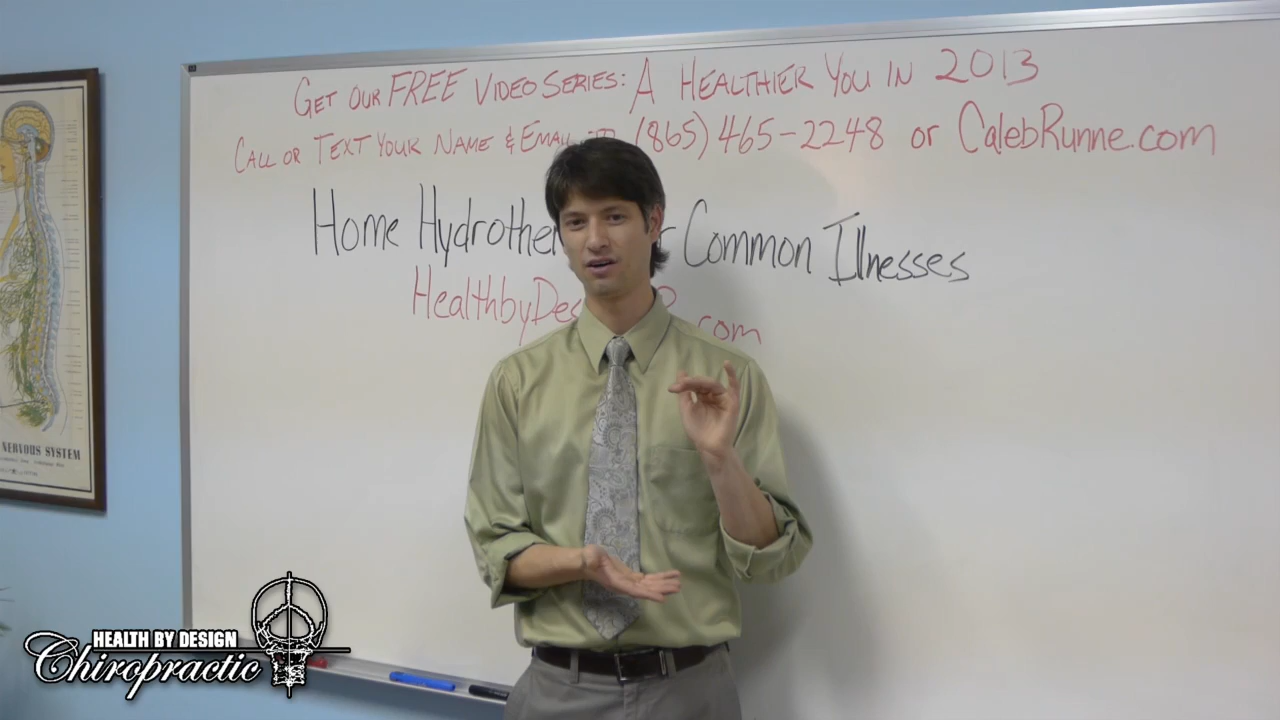 GET OUR FREE VIDEO SERIES: A HEALTHIER YOU IN 2013
CALL OR TEXT YOUR NAME & EMAIL (865) 465-2248 or CalebRunne.com
Home Hydrother r Common Illnesses
HealthbyDes .com
NERVOUS SYSTEM
HEALTH BY DESIGN
Chiropractic